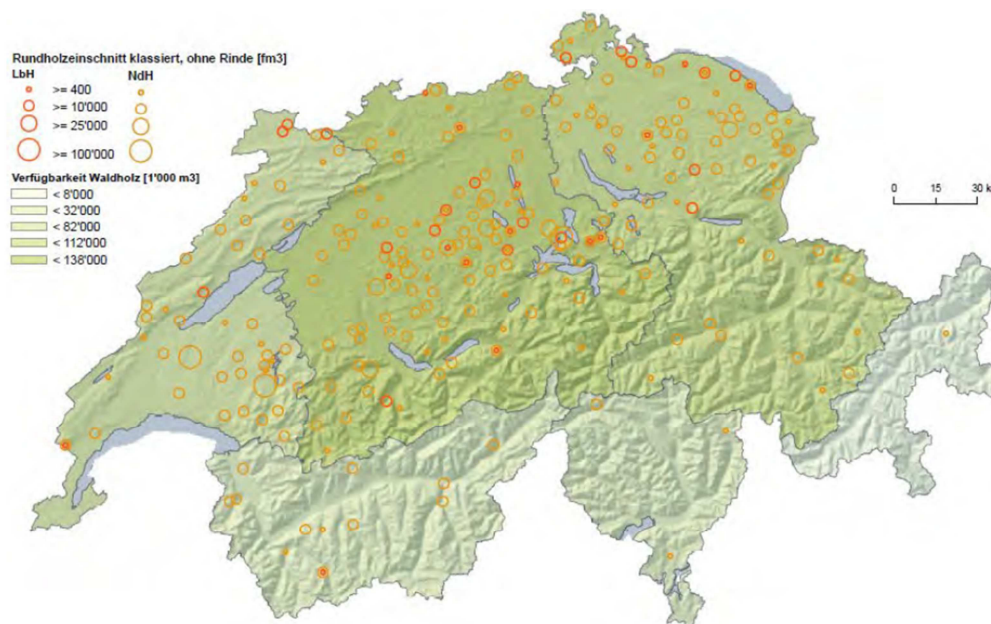 Rundholzeinschnitt klassiert, ohne Rinde [fm3]
LbH NdH
>= 400
>= 10'000
>= 25'000
>= 100'000
Verfügbarkeit Waldholz [1'000 m3]
< 8'000
< 32'000
< 82'000
< 112'000
< 138'000
0 15 30 k